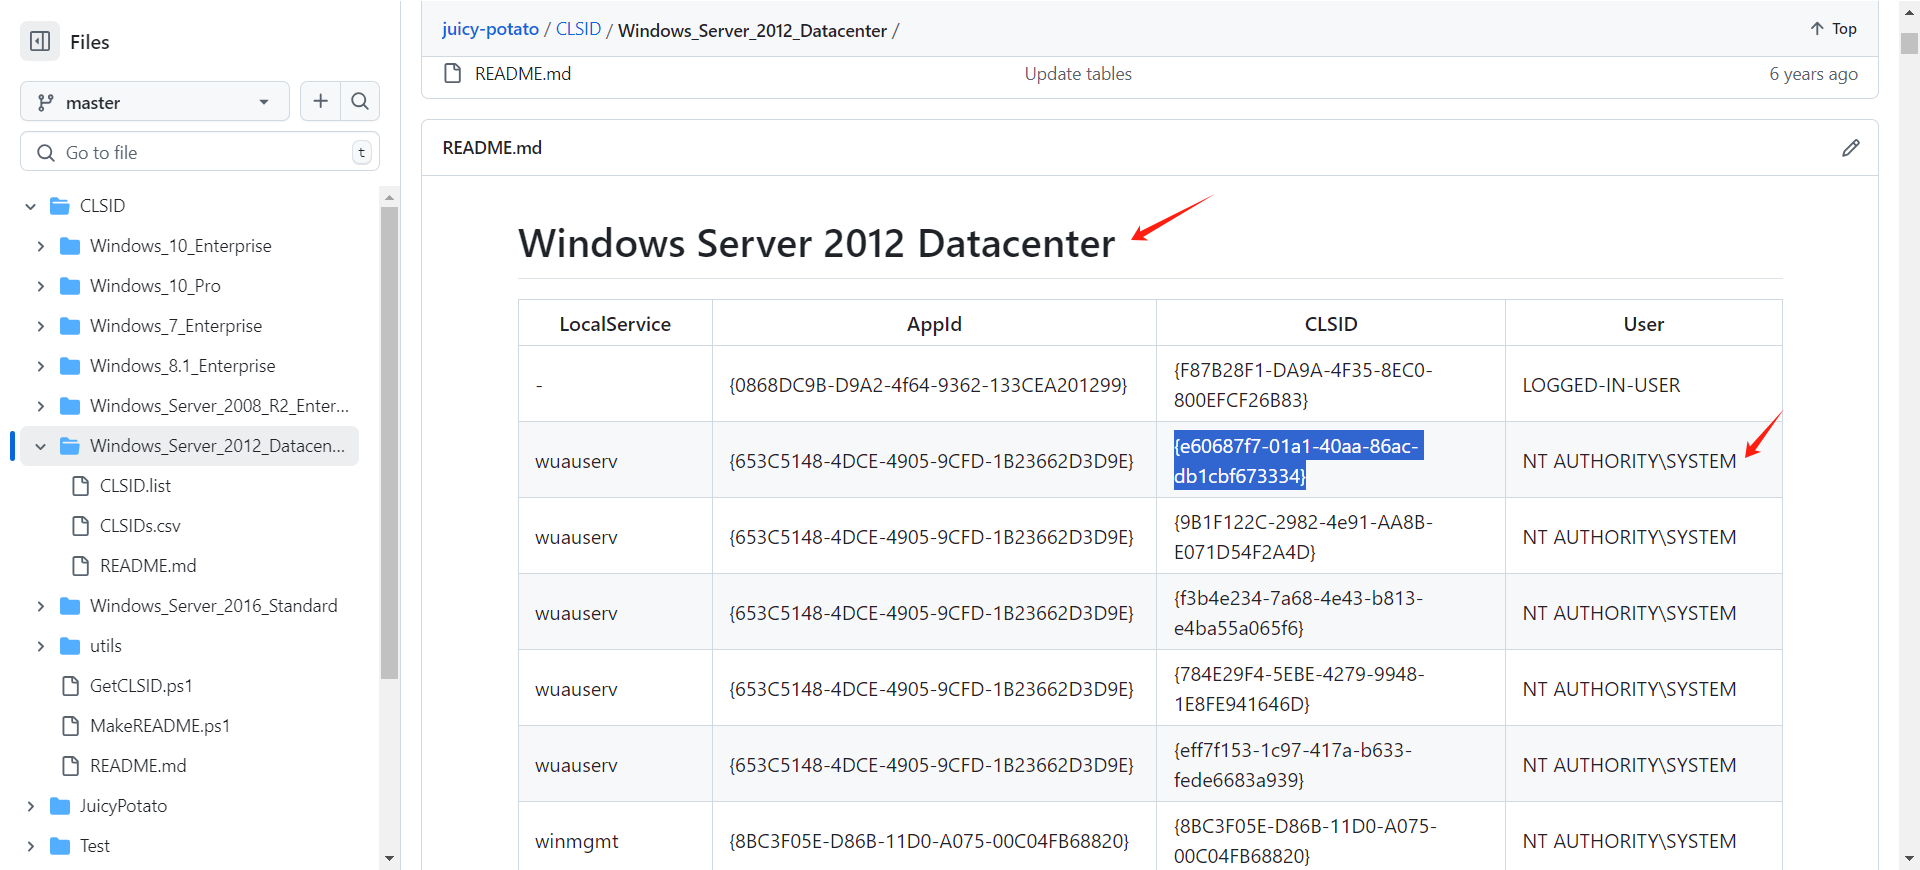 Files
master
Go to file
t
CLSID
Windows_10_Enterprise
Windows_10_Pro
Windows_7_Enterprise
Windows_8.1_Enterprise
Windows_Server_2008_R2_Enter...
Windows_Server_2012_Datacen...
CLSID.list
CLSIDs.csv
README.md
Windows_Server_2016_Standard
utils
GetCLSID.ps1
MakeREADME.ps1
README.md
JuicyPotato
Test
juicy-potato / CLSID / Windows_Server_2012_Datacenter /
Top
README.md Update tables 6 years ago
README.md
Windows Server 2012 Datacenter
LocalService AppId CLSID User
- {0868DC9B-D9A2-4f64-9362-133CEA201299} {F87B28F1-DA9A-4F35-8EC0-
800EFCF26B83} LOGGED-IN-USER
wuauserv {653C5148-4DCE-4905-9CFD-1B23662D3D9E} {e60687f7-01a1-40aa-86ac-
db1cbf673334} NT AUTHORITY\SYSTEM
wuauserv {653C5148-4DCE-4905-9CFD-1B23662D3D9E} {9B1F122C-2982-4e91-AA8B-
E071D54F2A4D} NT AUTHORITY\SYSTEM
wuauserv {653C5148-4DCE-4905-9CFD-1B23662D3D9E} {f3b4e234-7a68-4e43-b813-
e4ba55a065f6} NT AUTHORITY\SYSTEM
wuauserv {653C5148-4DCE-4905-9CFD-1B23662D3D9E} {784E29F4-5EBE-4279-9948-
1E8FE941646D} NT AUTHORITY\SYSTEM
wuauserv {653C5148-4DCE-4905-9CFD-1B23662D3D9E} {eff7f153-1c97-417a-b633-
fede6683a939} NT AUTHORITY\SYSTEM
winmgmt {8BC3F05E-D86B-11D0-A075-00C04FB68820} {8BC3F05E-D86B-11D0-A075-
00C04FB68820} NT AUTHORITY\SYSTEM